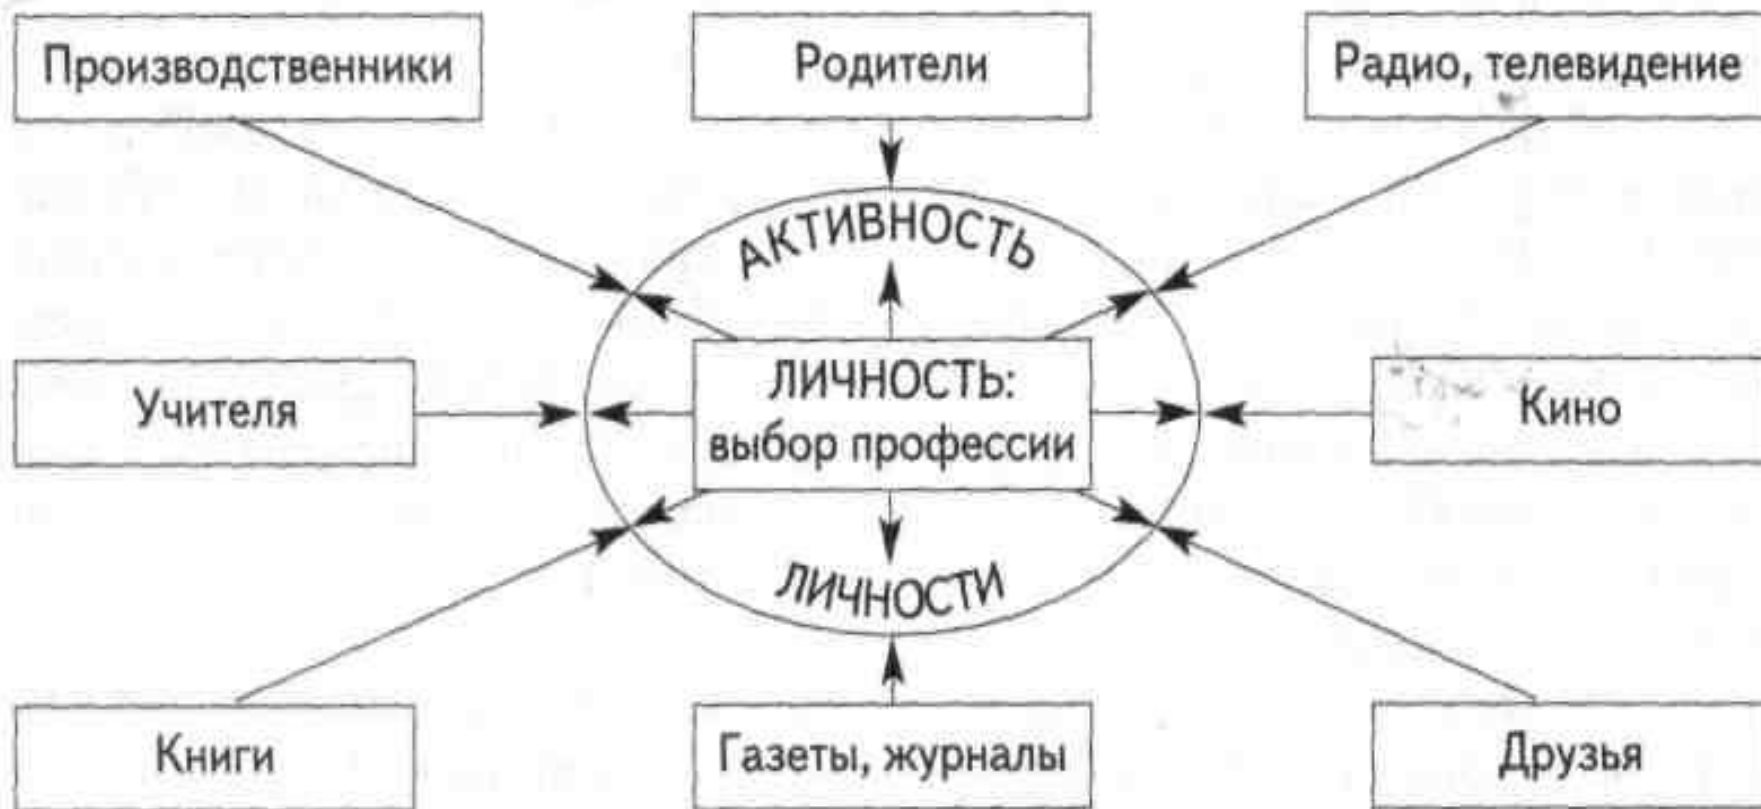 Производственники
Родители
Радио, телевидение
АКТИВНОСТЬ
Учителя
ЛИЧНОСТЬ:
выбор профессии
Кино
ЛИЧНОСТИ
Книги
Газеты, журналы
Друзья